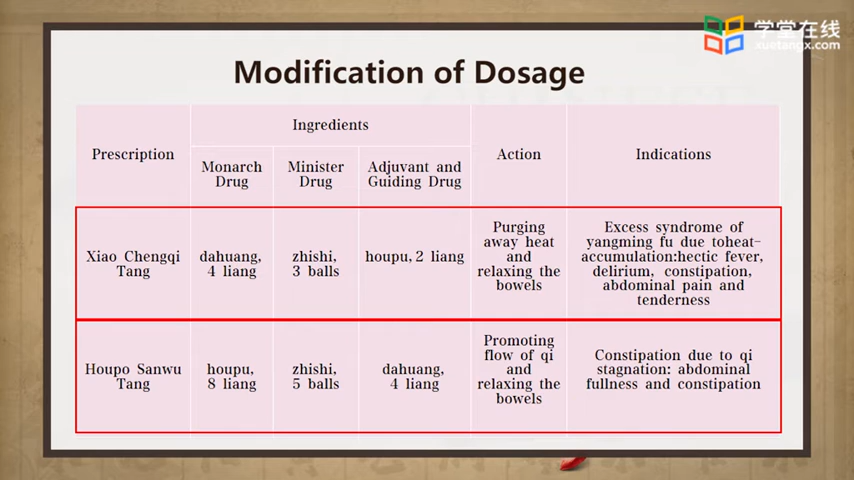 学堂在线
xuetangx.com
Modification of Dosage
Prescription
Ingredients
Monarch
Drug
Minister
Drug
Adjuvant and
Guiding Drug
Action
Indications
Xiao Chengqi
Tang
dahuang,
4 liang
zhishi,
3 balls
houpu, 2 liang
Purging
away heat
and
relaxing the
bowels
Excess syndrome of
yangming fu due toheat-
accumulation:hectic fever,
delirium, constipation,
abdominal pain and
tenderness
Houpo Sanwu
Tang
houpu,
8 liang
zhishi,
5 balls
dahuang,
4 liang
Promoting
flow of qi
and
relaxing the
bowels
Constipation due to qi
stagnation: abdominal
fullness and constipation